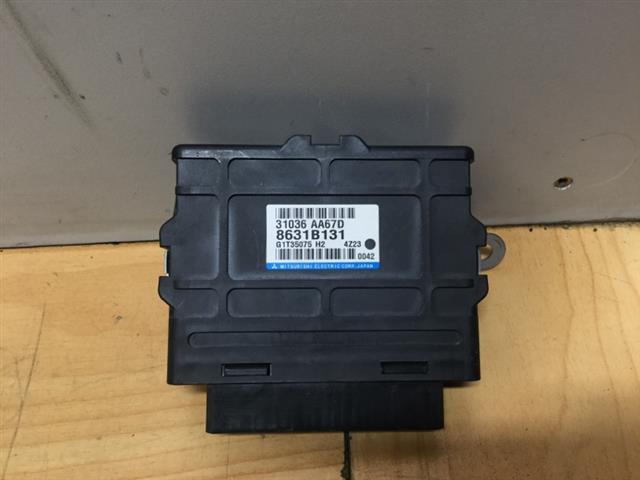 31036 AA67D
8631B131
G1T35075 H2 4Z23
0042
MITSUBISHI ELECTRIC CORP. JAPAN